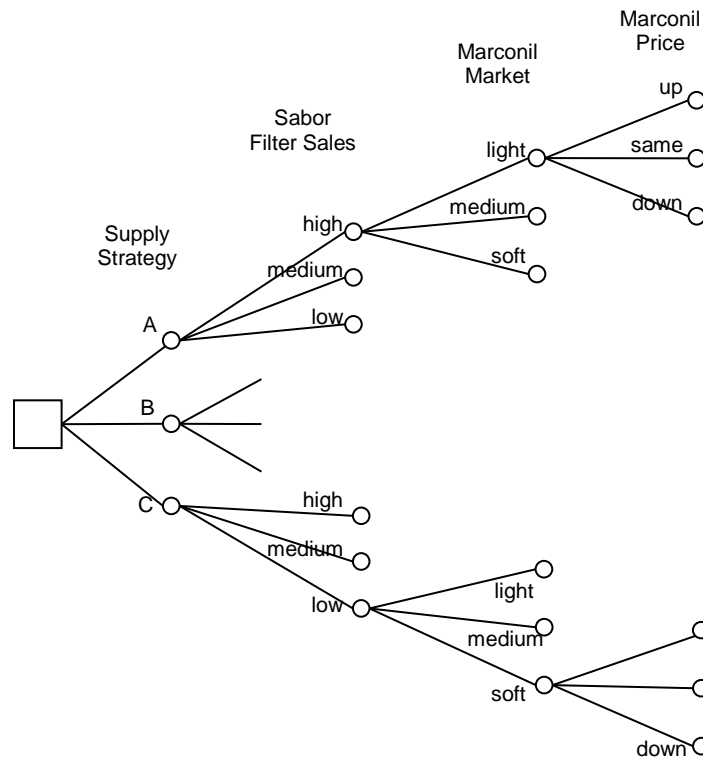 Marconil
Price
Marconil
Market
Sabor
Filter Sales
Supply
Strategy
up
same
down
light
medium
soft
high
medium
low
A
B
C
high
medium
low
light
medium
soft
down